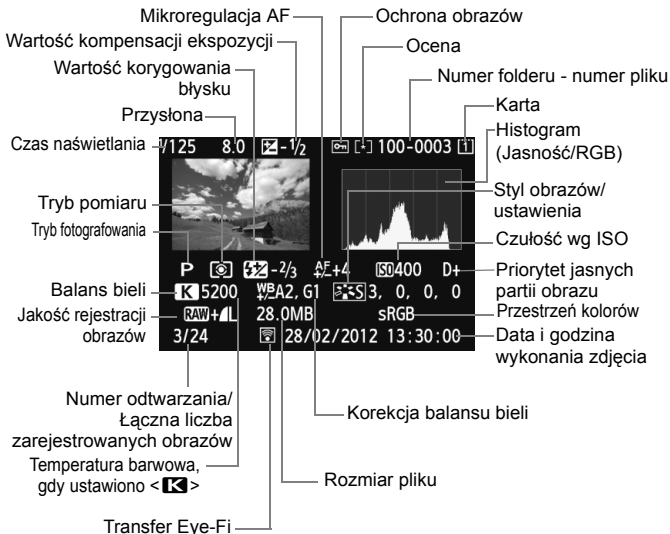 Mikroregulacja AF
Ochrona obrazów
Wartość kompensacji ekspozycji
Ocena
Wartość korygowania
błysku
Numer folderu - numer pliku
Przysłona
Karta
Czas naświetlania
Histogram
(Jasność/RGB)
/125 8.0 -1/2 100-0003 1
Tryb pomiaru
Styl obrazów/
ustawienia
Tryb fotografowania
Czułość wg ISO
P -2/3 AF+4 ISO400 D+
Priorytet jasnych
partii obrazu
Balans bieli
K 5200 WB A2, G1 S 3, 0, 0, 0
Jakość rejestracji
obrazów
RAW+L 28.0MB sRGB
Przestrzeń kolorów
3/24 28/02/2012 13:30:00
Data i godzina
wykonania zdjęcia
Numer odtwarzania/
Łączna liczba
zarejestrowanych obrazów
Korekcja balansu bieli
Temperatura barwowa,
gdy ustawiono <K>
Rozmiar pliku
Transfer Eye-Fi